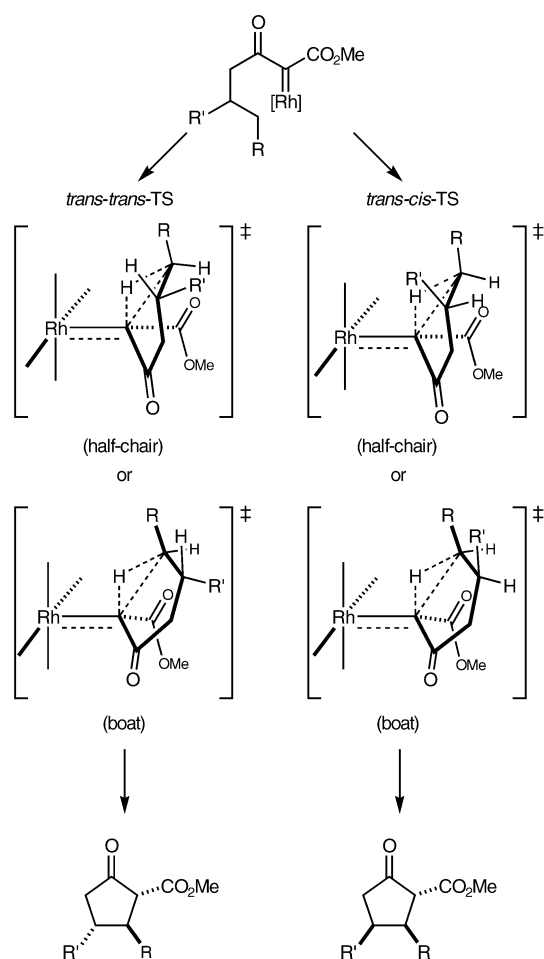 O
CO2Me
[Rh]
R'
R
trans-trans-TS
trans-cis-TS
R
H
H
H
R'
Rh
O
OMe
O
‡
R
R'
H
H
H
Rh
O
OMe
O
‡
(half-chair)
(half-chair)
or
or
R
H
H
H
R'
Rh
O
OMe
O
‡
R
R'
H
H
H
Rh
O
OMe
O
‡
(boat)
(boat)
O
CO2Me
R'
R
O
CO2Me
R'
R